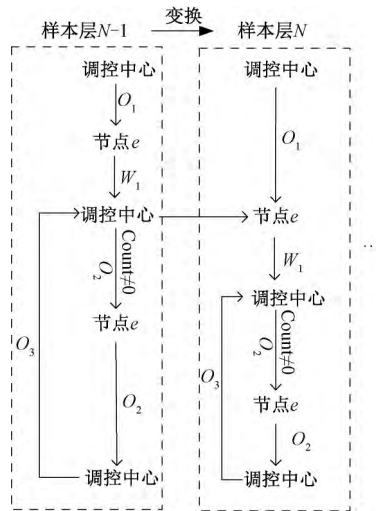 样本层N-1
变换
样本层N
调控中心
O1
节点e
W1
调控中心
Count≠0
O2
节点e
O3
O2
调控中心
调控中心
O1
节点e
W1
调控中心
Count≠0
O2
O3
节点e
O2
调控中心
..